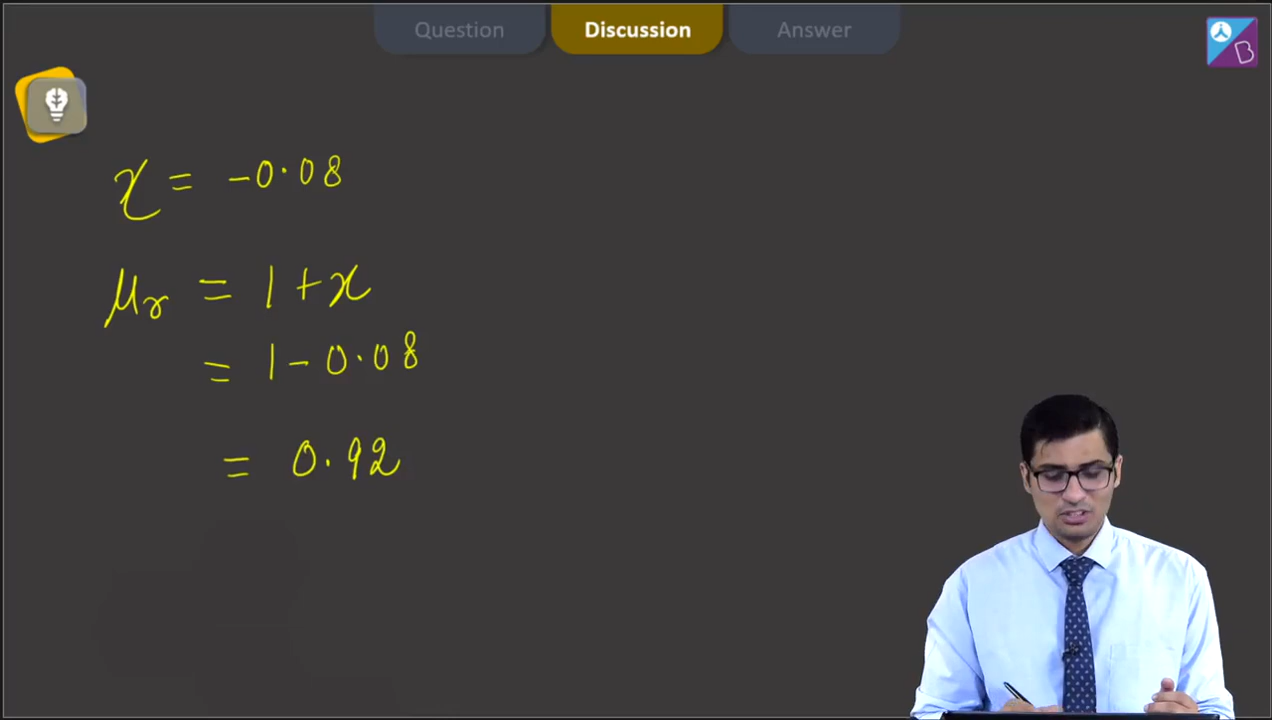 Question Discussion Answer
B
χ = -0.08
μr = 1 + x
= 1 - 0.08
= 0.92